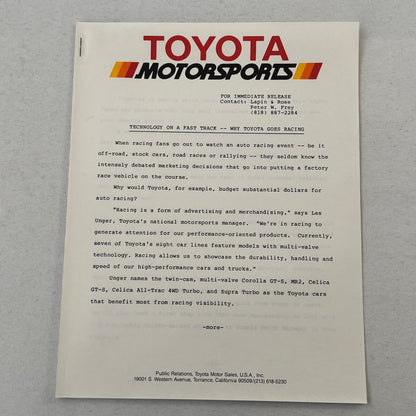 TOYOTA
MOTORSPORTS
FOR IMMEDIATE RELEASE
Contact: Lapin & Rose
Peter W. Frey
(818) 887-2284
TECHNOLOGY ON A FAST TRACK -- WHY TOYOTA GOES RACING
When racing fans go out to watch an auto racing event -- be it
off-road, stock cars, road races or rallying -- they seldom know the
intensely debated marketing decisions that go into putting a factory
race vehicle on the course.
Why would Toyota, for example, budget substantial dollars for
auto racing?
"Racing is a form of advertising and merchandising," says Les
Unger, Toyota's national motorsports manager. "We're in racing to
generate attention for our performance-oriented products. Currently,
seven of Toyota's eight car lines feature models with multi-valve
technology. Racing allows us to showcase the durability, handling and
speed of our high-performance cars and trucks."
Unger names the twin-cam, multi-valve Corolla GT-S, MR2, Celica
GT-S, Celica All-Trac 4WD Turbo, and Supra Turbo as the Toyota cars
that benefit most from racing visibility.
-more-
Public Relations, Toyota Motor Sales, U.S.A., Inc.
19001 S. Western Avenue, Torrance, California 90509/(213) 618-5230